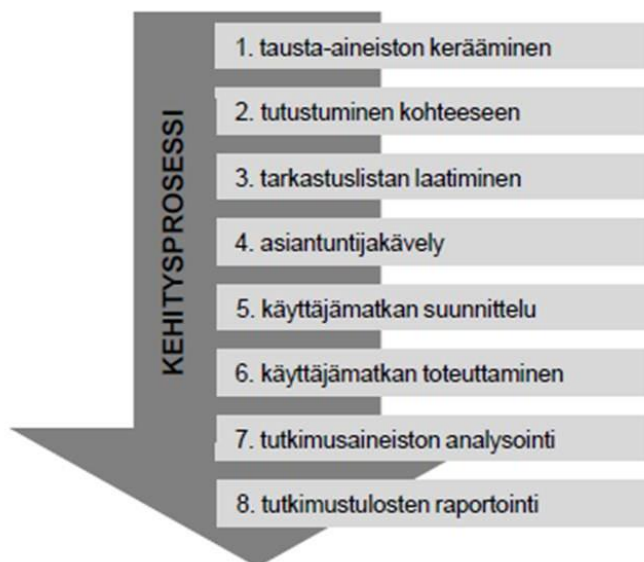 KEHITYSPROSESSI
1. tausta-aineiston kerääminen
2. tutustuminen kohteeseen
3. tarkastuslistan laatiminen
4. asiantuntijakävely
5. käyttäjämatkan suunnittelu
6. käyttäjämatkan toteuttaminen
7. tutkimusaineiston analysointi
8. tutkimustulosten raportointi